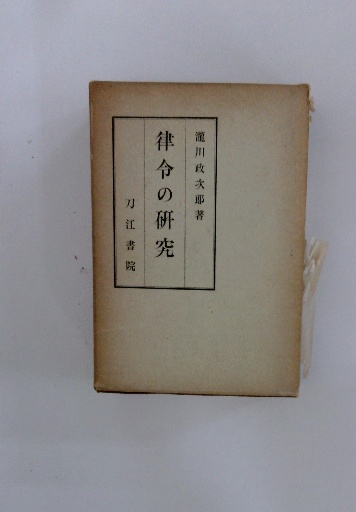 瀧川政次郎著
律令の研究
刀江書院